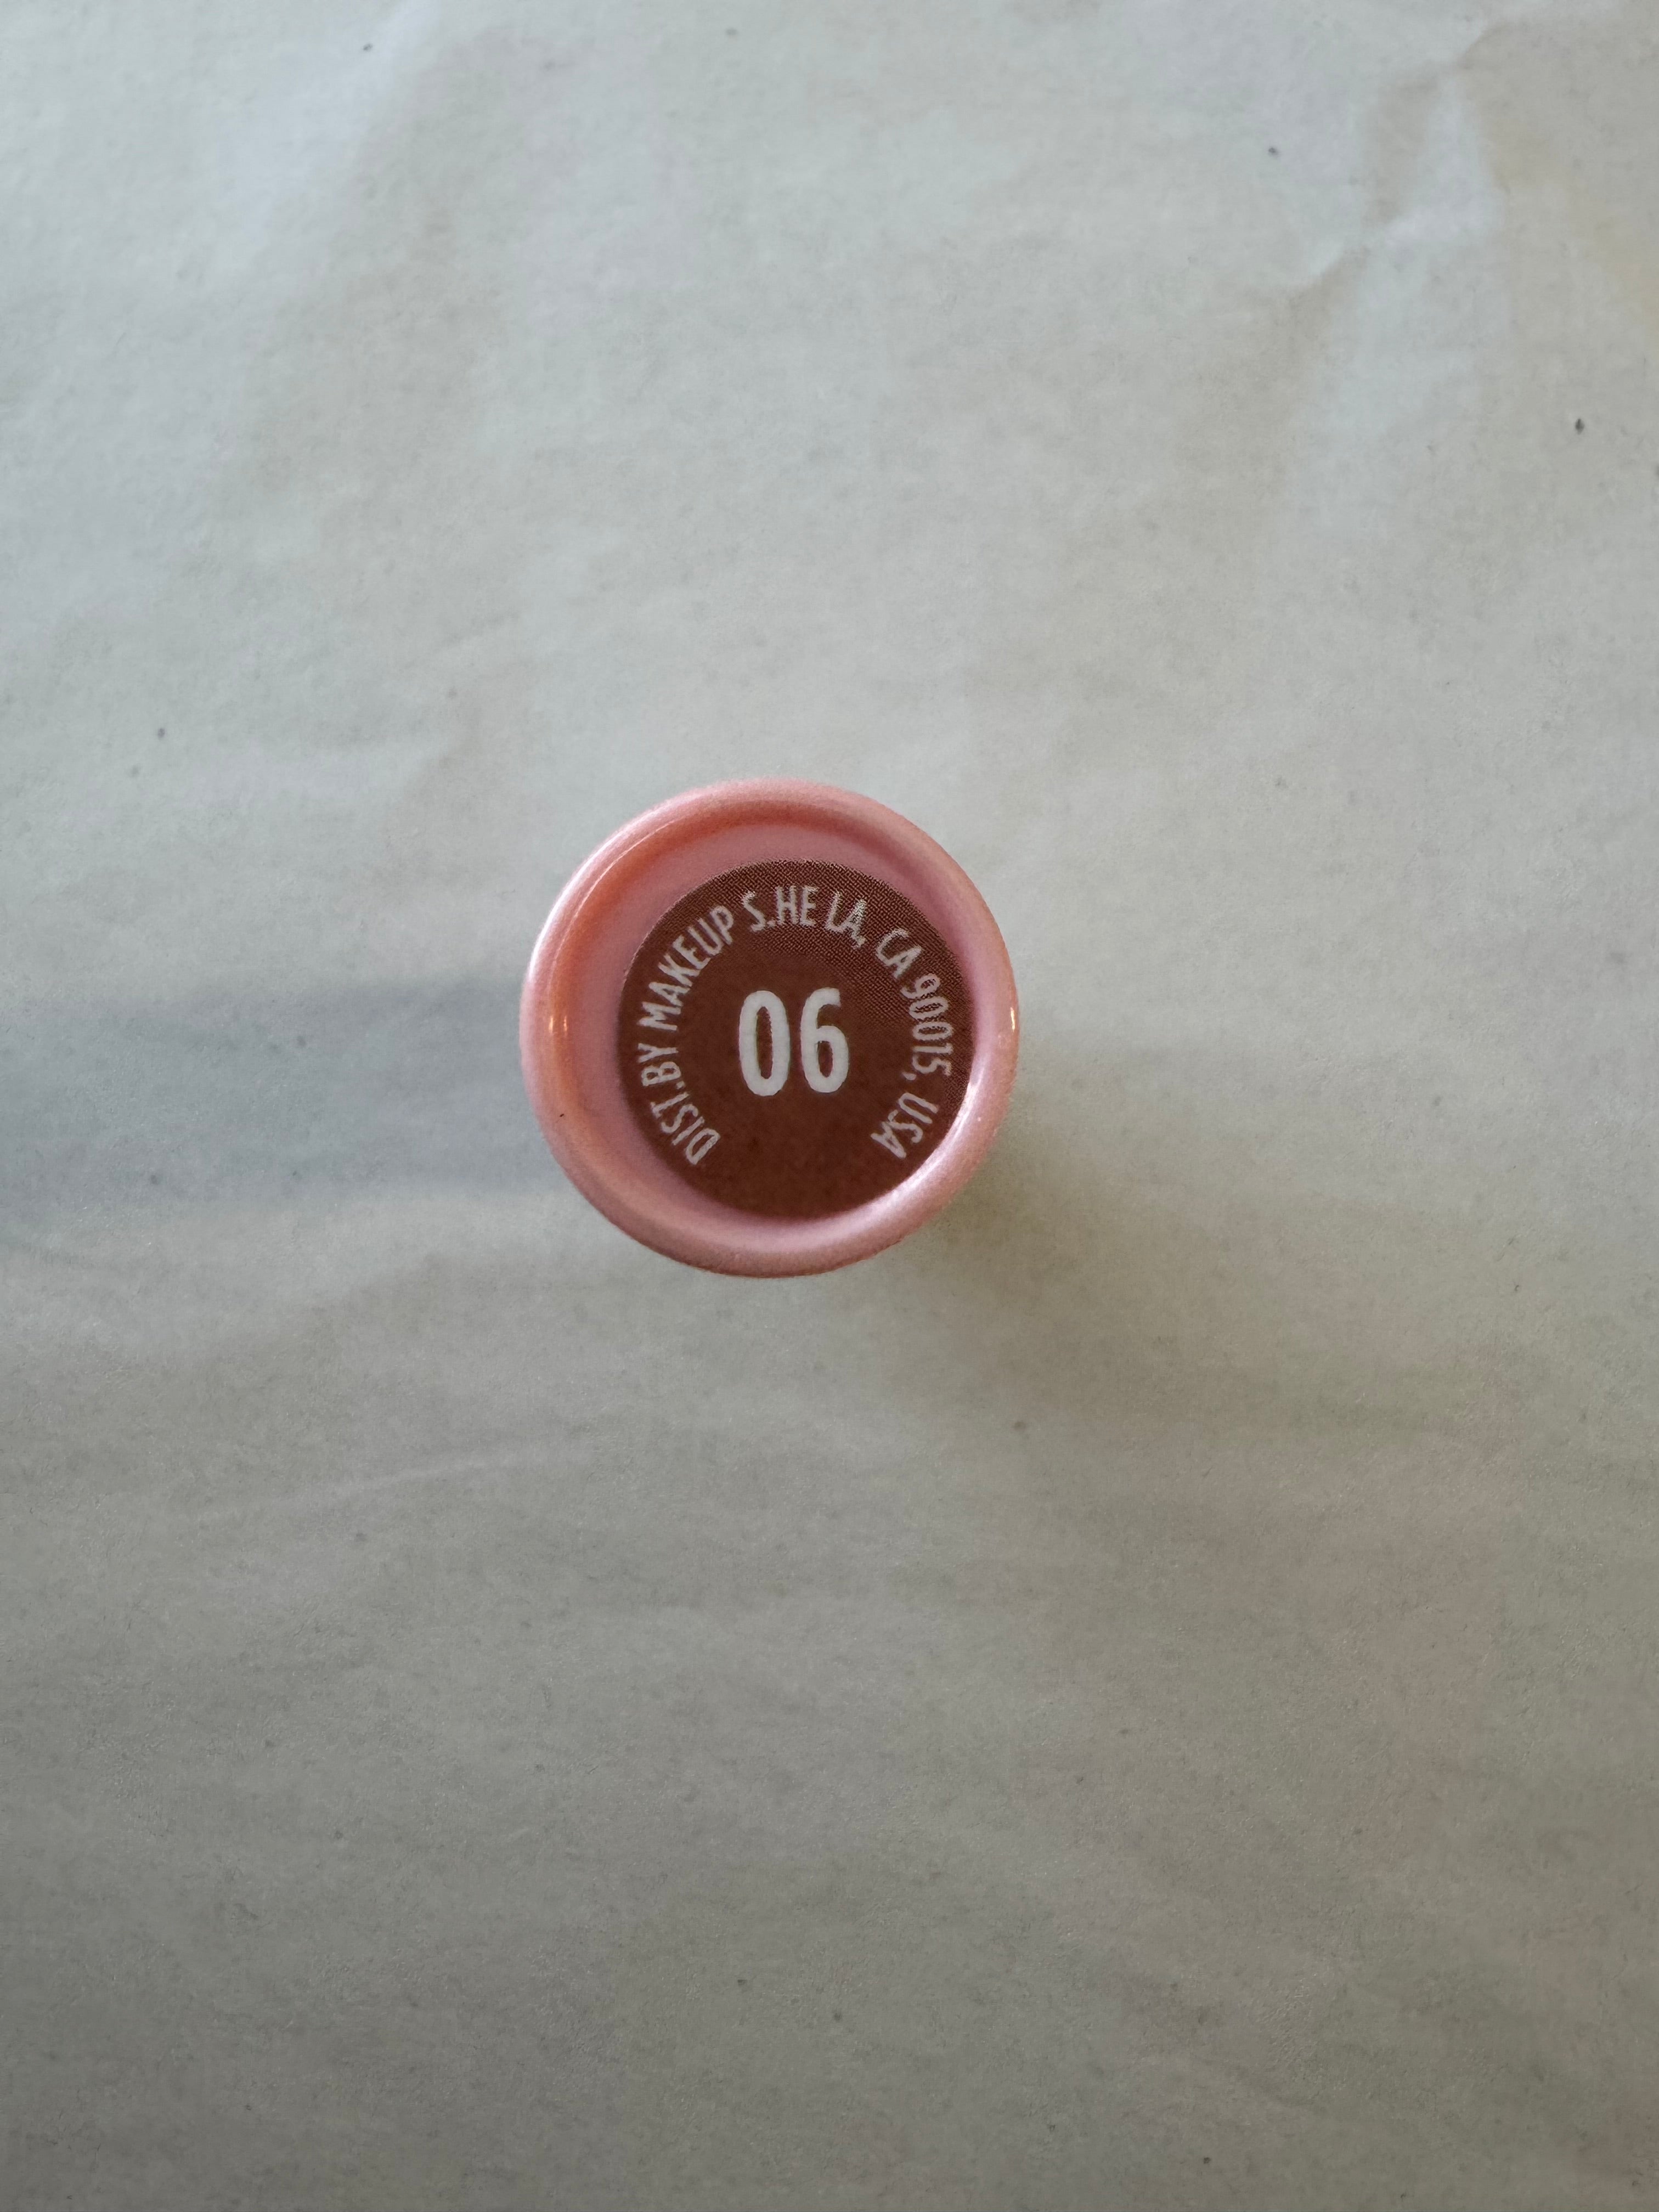 DIST.BY MAKEUP S.HE LA, CA 90015, USA
06